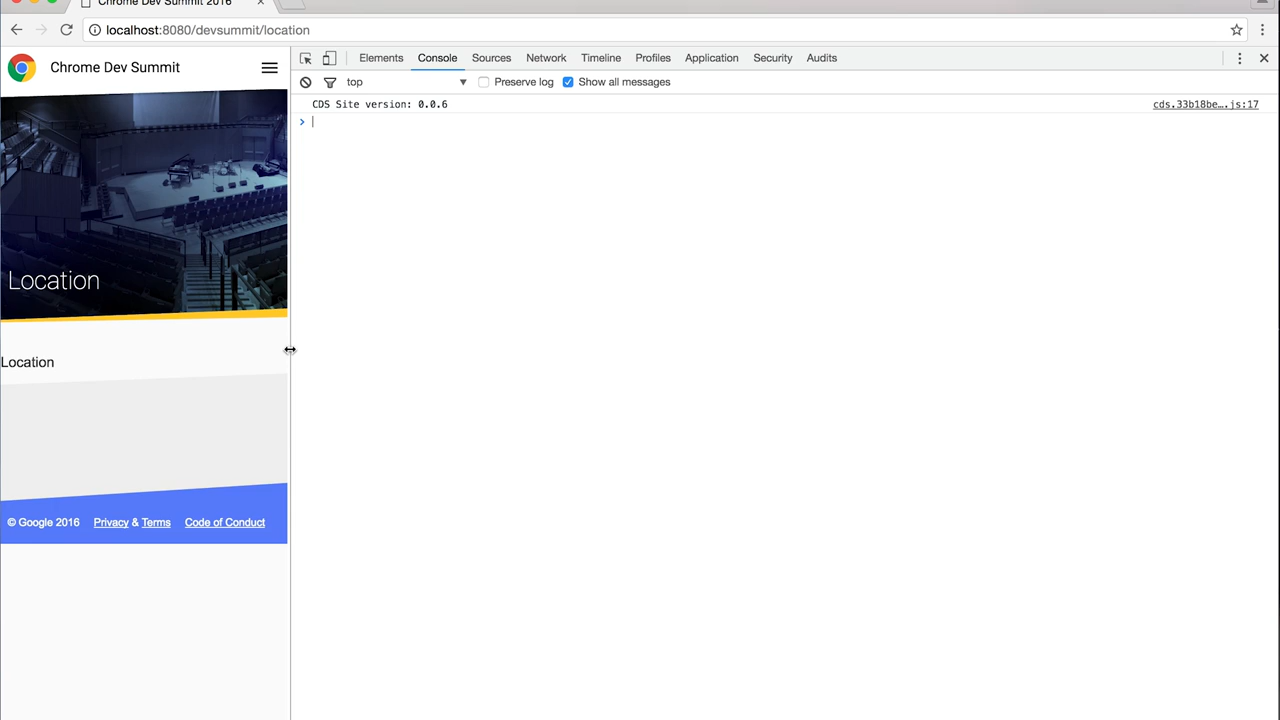 Chrome Dev Summit 2016
localhost:8080/devsummit/location
Chrome Dev Summit
Elements Console Sources Network Timeline Profiles Application Security Audits
top Preserve log Show all messages
CDS Site version: 0.0.6 cds.33b18be….js:17
Location
Location
© Google 2016 Privacy & Terms Code of Conduct